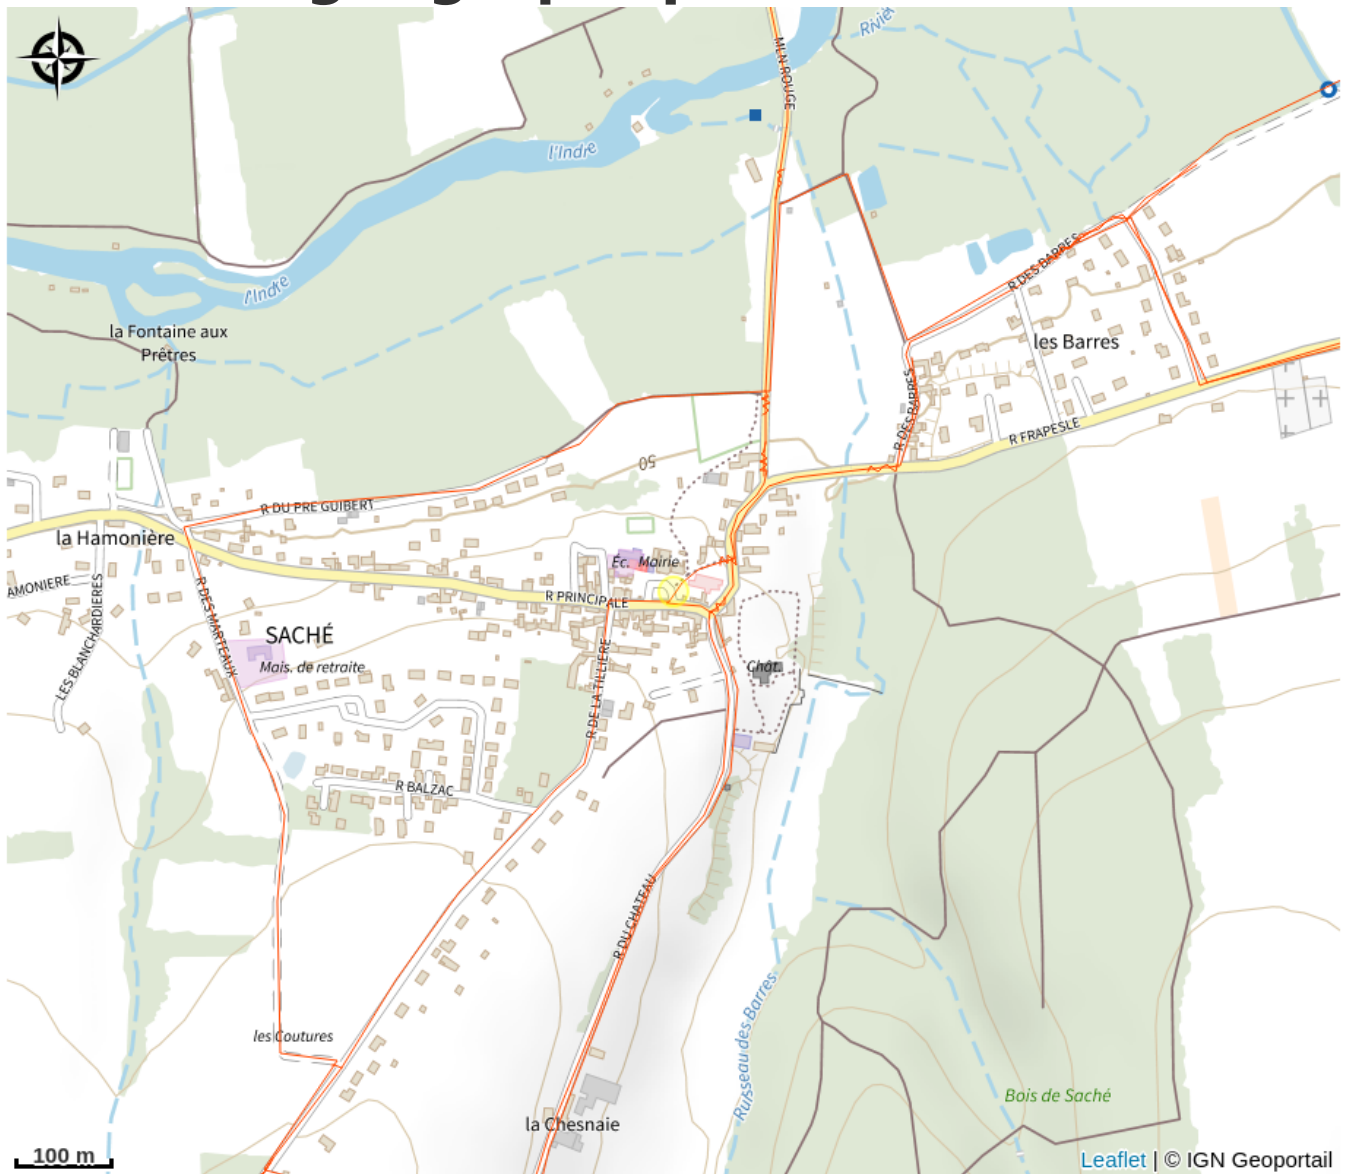 MLN ROUGE
Riviè
l'Indre
l'Indre
R DES BARRES
la Fontaine aux
Prêtres
les Barres
R DES BARRES
R FRAPESLE
50
R DU PRE GUIBERT
la Hamonière
Éc. Mairie
AMONIERE
R PRINCIPALE
LES BLANCHARDIERES
R DES MARTEAUX
SACHÉ
Mais. de retraite
Chât.
R DE LA TILLIERE
R BALZAC
R DU CHATEAU
les Coutures
Ruisseau des Barres
Bois de Saché
la Chesnaie
100 m
Leaflet | © IGN Geoportail